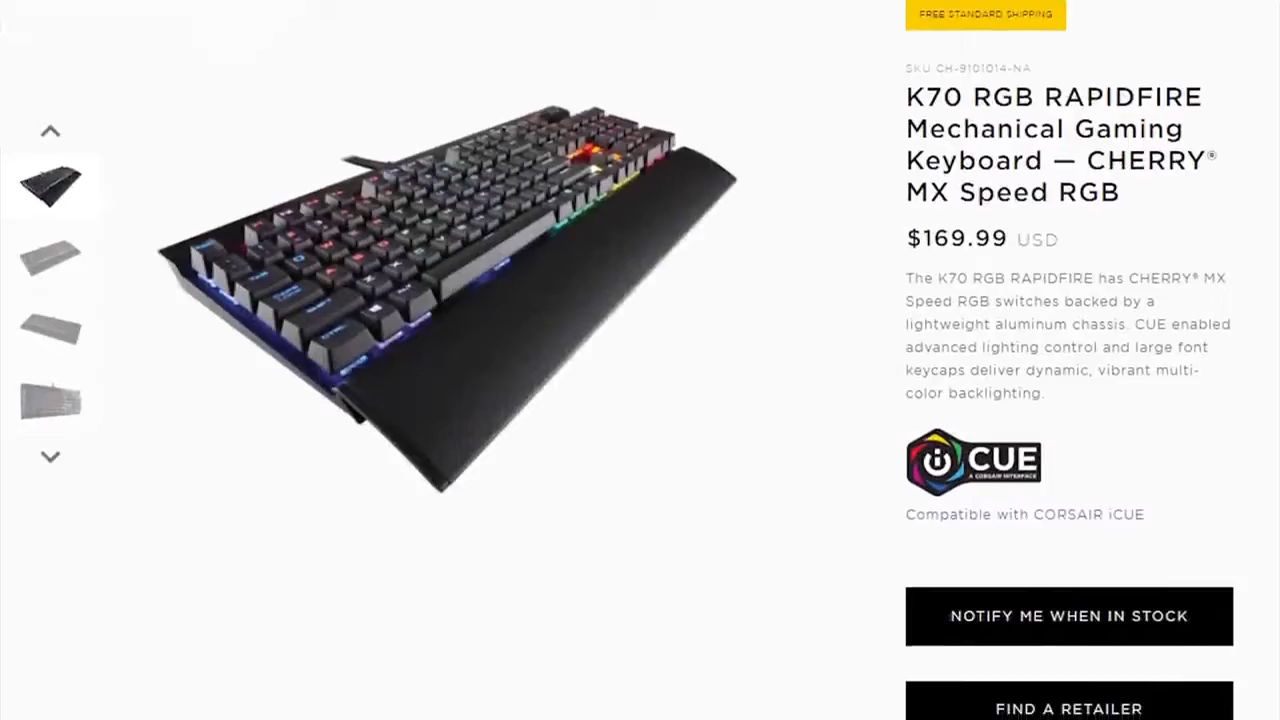 FREE STANDARD SHIPPING
SKU CH-9101014-NA
K70 RGB RAPIDFIRE
Mechanical Gaming
Keyboard — CHERRY®
MX Speed RGB
$169.99 USD
The K70 RGB RAPIDFIRE has CHERRY® MX
Speed RGB switches backed by a
lightweight aluminum chassis. CUE enabled
advanced lighting control and large font
keycaps deliver dynamic, vibrant multi-
color backlighting.
iCUE
A CORSAIR INTERFACE
Compatible with CORSAIR iCUE
NOTIFY ME WHEN IN STOCK
FIND A RETAILER